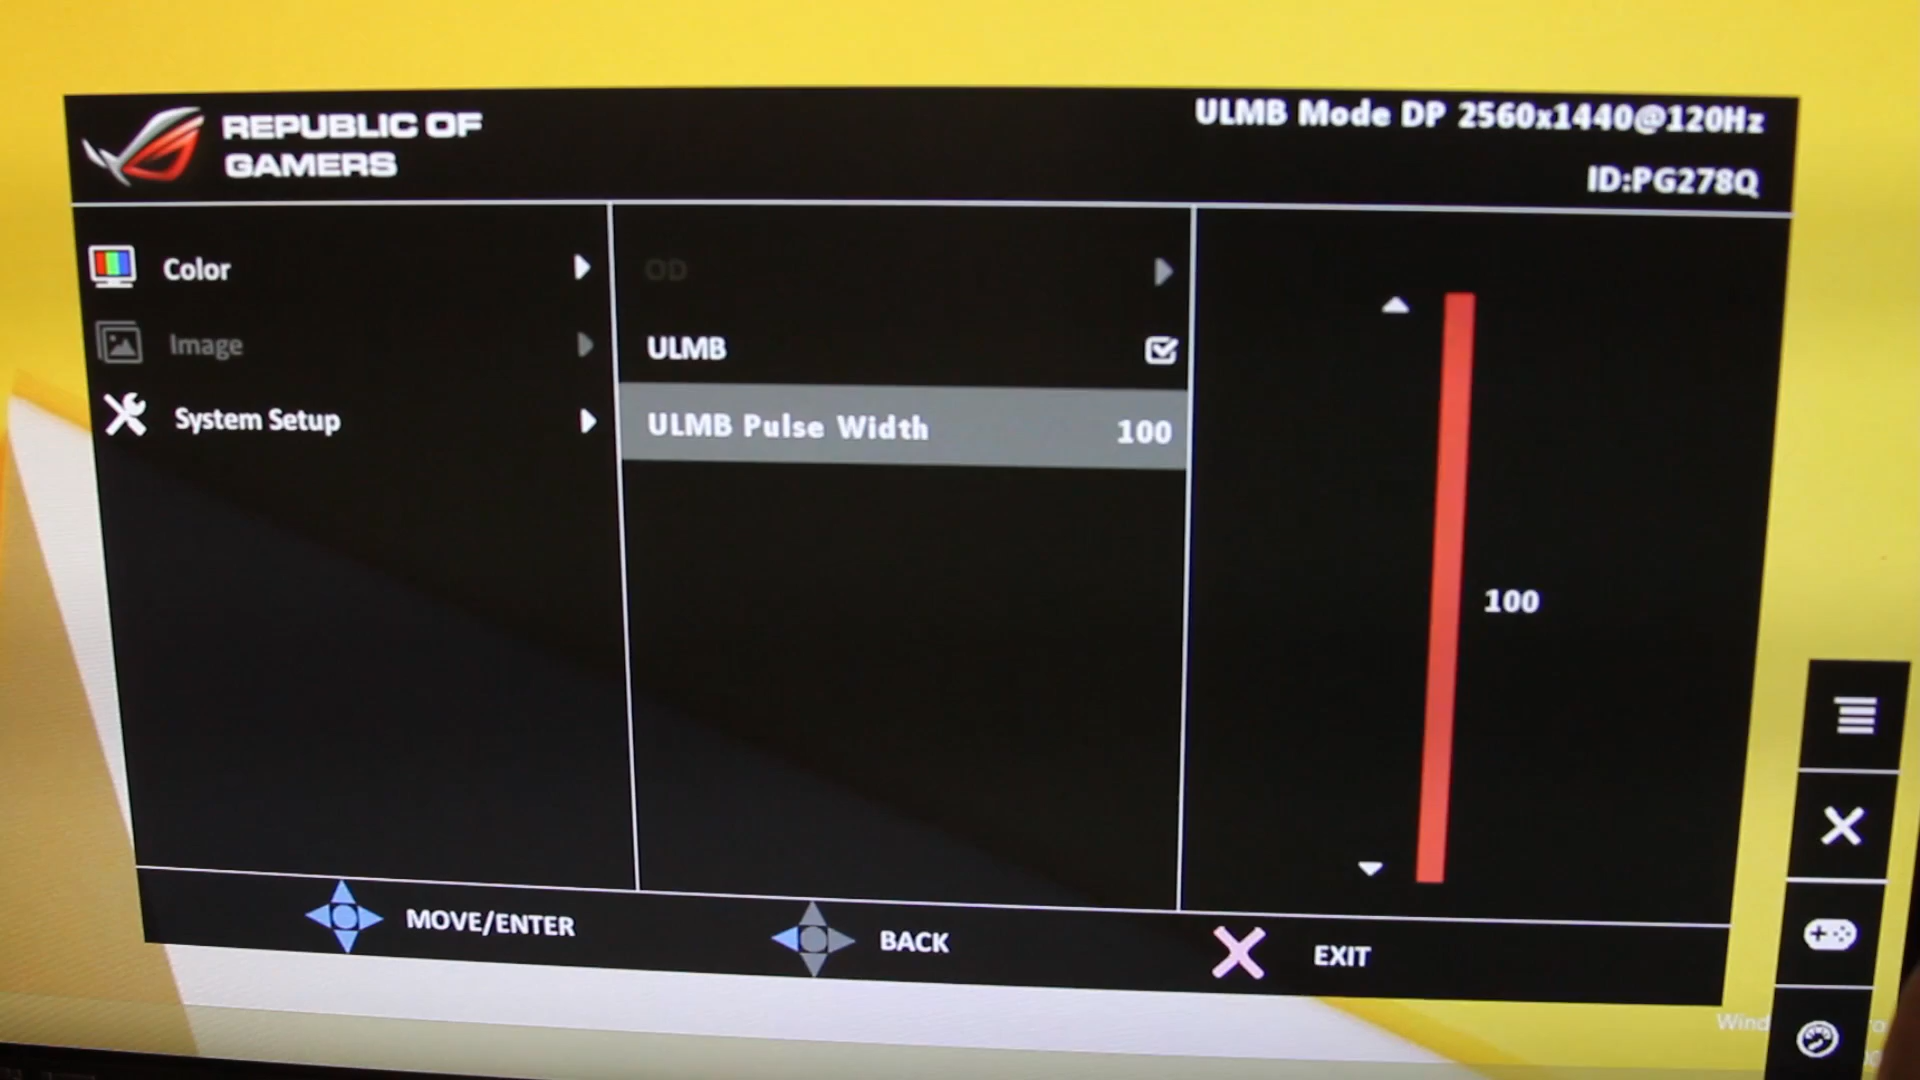 REPUBLIC OF
GAMERS
ULMB Mode DP 2560x1440@120Hz
ID:PG278Q
Color
Image
System Setup
OD
ULMB
ULMB Pulse Width 100
100
MOVE/ENTER
BACK
EXIT